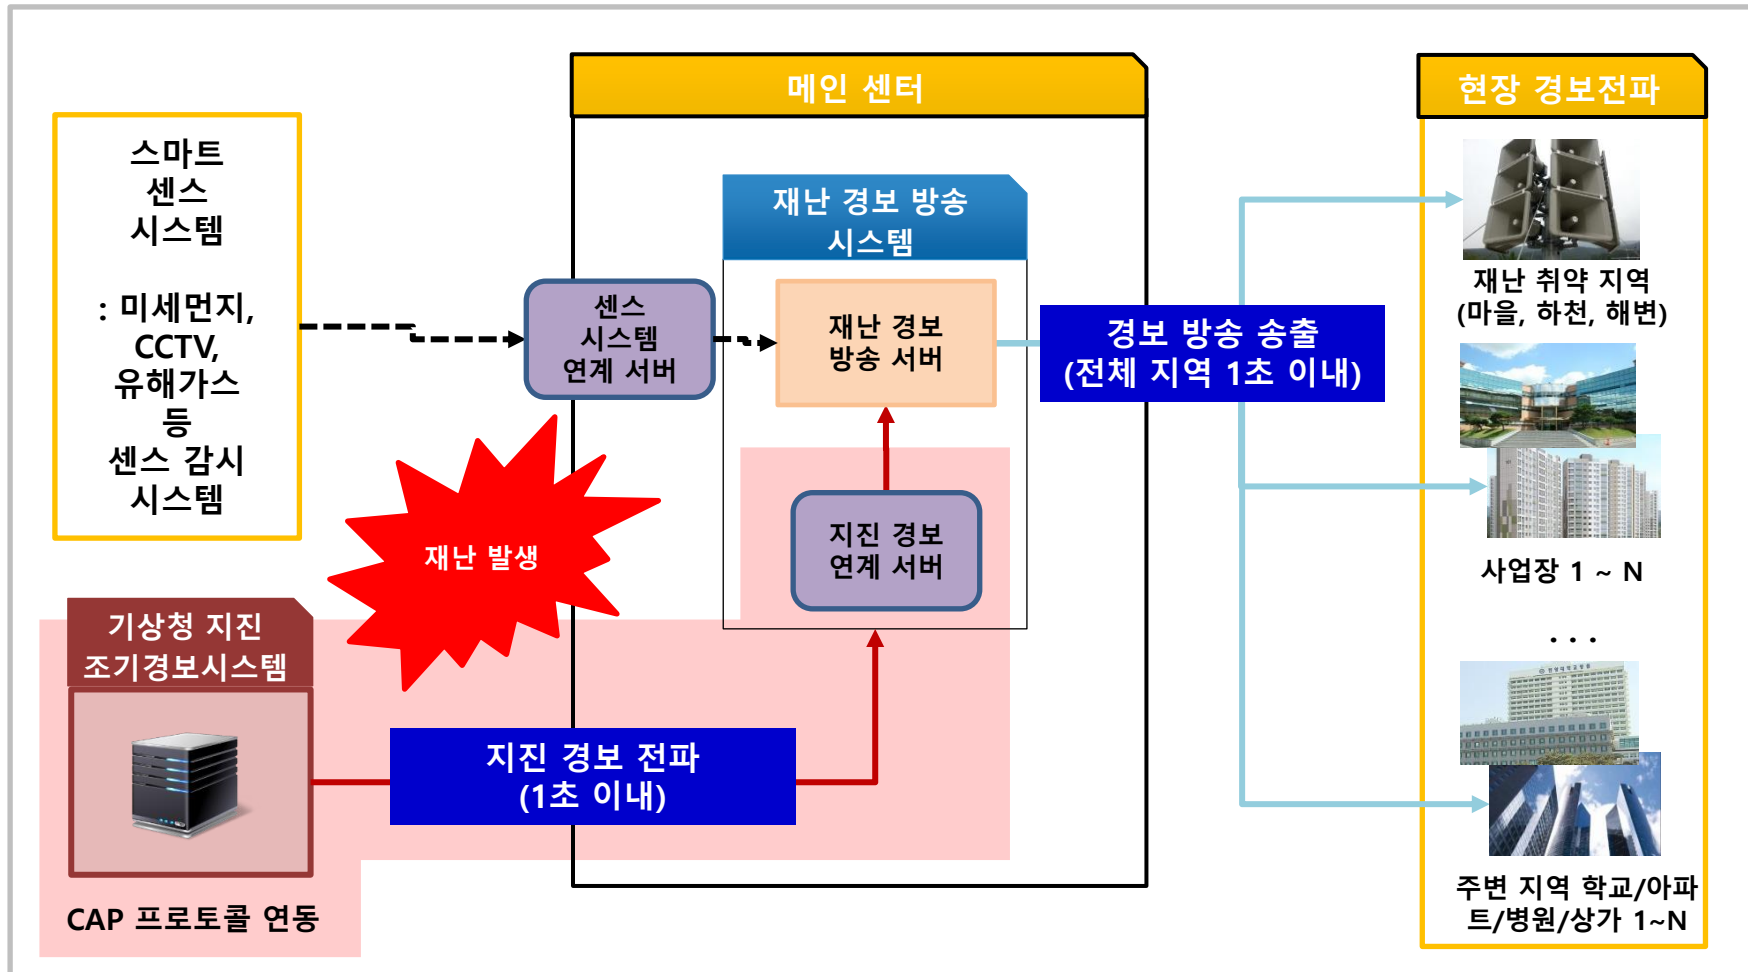 메인 센터
현장 경보전파
스마트
센스
시스템
: 미세먼지,
CCTV,
유해가스
등
센스 감시
시스템
재난 경보 방송
시스템
센스
시스템
연계 서버
재난 경보
방송 서버
경보 방송 송출
(전체 지역 1초 이내)
재난 취약 지역
(마을, 하천, 해변)
재난 발생
지진 경보
연계 서버
사업장 1 ~ N
. . .
기상청 지진
조기경보시스템
지진 경보 전파
(1초 이내)
CAP 프로토콜 연동
주변 지역 학교/아파
트/병원/상가 1~N